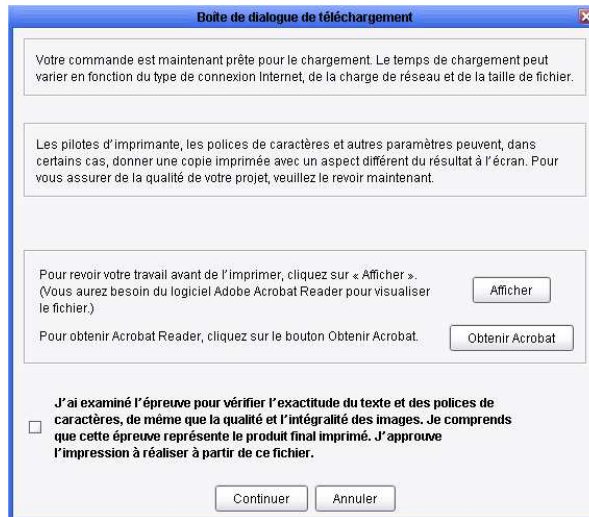 Boîte de dialogue de téléchargement
Votre commande est maintenant prête pour le chargement. Le temps de chargement peut
varier en fonction du type de connexion Internet, de la charge de réseau et de la taille de fichier.
Les pilotes d'imprimante, les polices de caractères et autres paramètres peuvent, dans
certains cas, donner une copie imprimée avec un aspect différent du résultat à l'écran. Pour
vous assurer de la qualité de votre projet, veuillez le revoir maintenant.
Pour revoir votre travail avant de l'imprimer, cliquez sur « Afficher ».
(Vous aurez besoin du logiciel Adobe Acrobat Reader pour visualiser
le fichier.)
Afficher
Pour obtenir Acrobat Reader, cliquez sur le bouton Obtenir Acrobat.
Obtenir Acrobat
J'ai examiné l'épreuve pour vérifier l'exactitude du texte et des polices de
caractères, de même que la qualité et l'intégralité des images. Je comprends
que cette épreuve représente le produit final imprimé. J'approuve
l'impression à réaliser à partir de ce fichier.
Continuer
Annuler